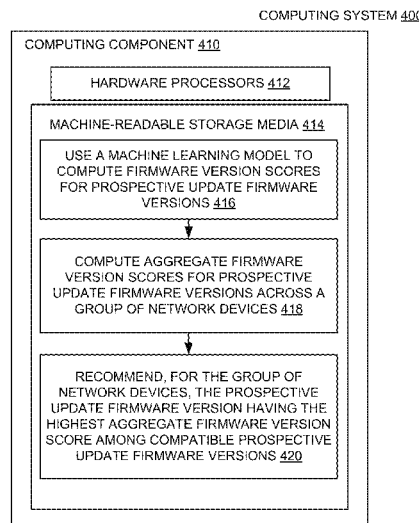 COMPUTING SYSTEM 400
COMPUTING COMPONENT 410
HARDWARE PROCESSORS 412
MACHINE-READABLE STORAGE MEDIA 414
USE A MACHINE LEARNING MODEL TO
COMPUTE FIRMWARE VERSION SCORES
FOR PROSPECTIVE UPDATE FIRMWARE
VERSIONS 416
COMPUTE AGGREGATE FIRMWARE
VERSION SCORES FOR PROSPECTIVE
UPDATE FIRMWARE VERSIONS ACROSS A
GROUP OF NETWORK DEVICES 418
RECOMMEND, FOR THE GROUP OF
NETWORK DEVICES, THE PROSPECTIVE
UPDATE FIRMWARE VERSION HAVING THE
HIGHEST AGGREGATE FIRMWARE VERSION
SCORE AMONG COMPATIBLE PROSPECTIVE
UPDATE FIRMWARE VERSIONS 420